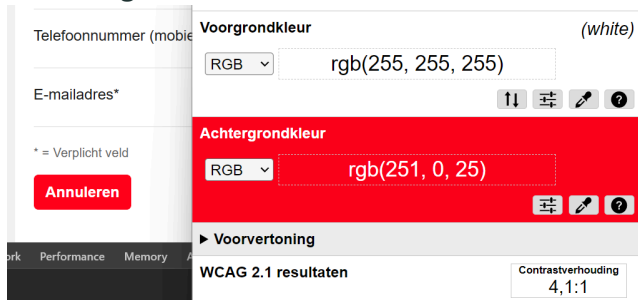 Telefoonnummer (mobie
E-mailadres*
* = Verplicht veld
Annuleren
Performance Memory
Voorgrondkleur (white)
RGB rgb(255, 255, 255)
Achtergrondkleur
RGB rgb(251, 0, 25)
▶ Voorvertoning
WCAG 2.1 resultaten
Contrastverhouding
4,1:1